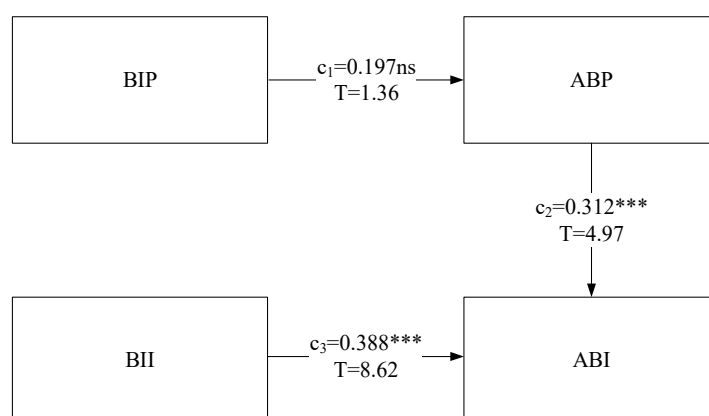 BIP
c₁=0.197ns
T=1.36
ABP
c₂=0.312***
T=4.97
BII
c₃=0.388***
T=8.62
ABI